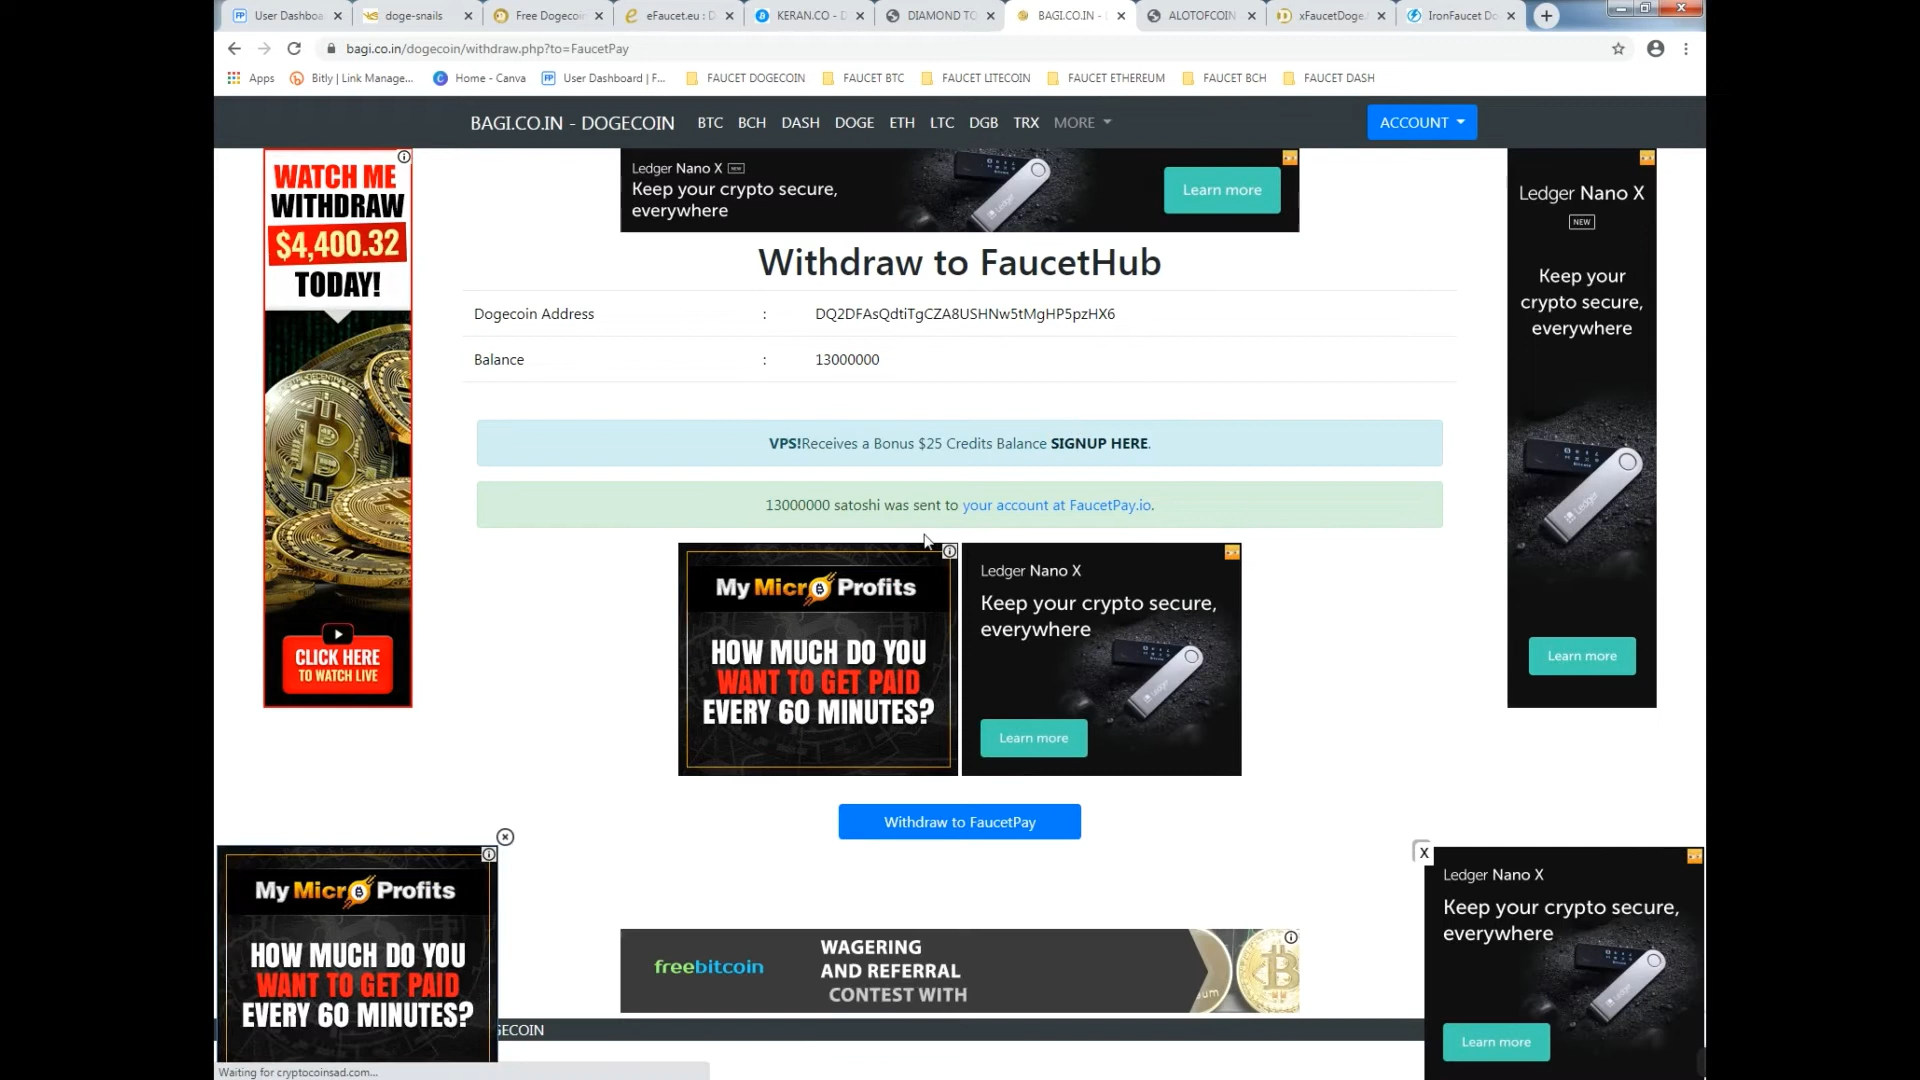 User Dashboa
doge-snails
Free Dogecoin
eFaucet.eu : D
KERAN.CO - D
DIAMOND TO
BAGI.CO.IN -
ALOTOFCOIN
xFaucetDoge.
IronFaucet Do
bagi.co.in/dogecoin/withdraw.php?to=FaucetPay
Apps
Bitly | Link Manage...
Home - Canva
User Dashboard | F...
FAUCET DOGECOIN
FAUCET BTC
FAUCET LITECOIN
FAUCET ETHEREUM
FAUCET BCH
FAUCET DASH
BAGI.CO.IN - DOGECOIN
BTC
BCH
DASH
DOGE
ETH
LTC
DGB
TRX
MORE
ACCOUNT
WATCH ME
WITHDRAW
$4,400.32
TODAY!
CLICK HERE
TO WATCH LIVE
Ledger Nano X NEW
Keep your crypto secure,
everywhere
Learn more
Ledger Nano X
NEW
Keep your
crypto secure,
everywhere
Learn more
Withdraw to FaucetHub
Dogecoin Address : DQ2DFAsQdtiTgCZA8USHNw5tMgHP5pzHX6
Balance : 13000000
VPS!Receives a Bonus $25 Credits Balance SIGNUP HERE.
13000000 satoshi was sent to your account at FaucetPay.io.
My Micro Profits
HOW MUCH DO YOU
WANT TO GET PAID
EVERY 60 MINUTES?
Ledger Nano X
Keep your crypto secure,
everywhere
Learn more
Withdraw to FaucetPay
My Micro Profits
HOW MUCH DO YOU
WANT TO GET PAID
EVERY 60 MINUTES?
X
Ledger Nano X
Keep your crypto secure,
everywhere
Learn more
freebitcoin
WAGERING
AND REFERRAL
CONTEST WITH
GECOIN
Waiting for cryptocoinsad.com...